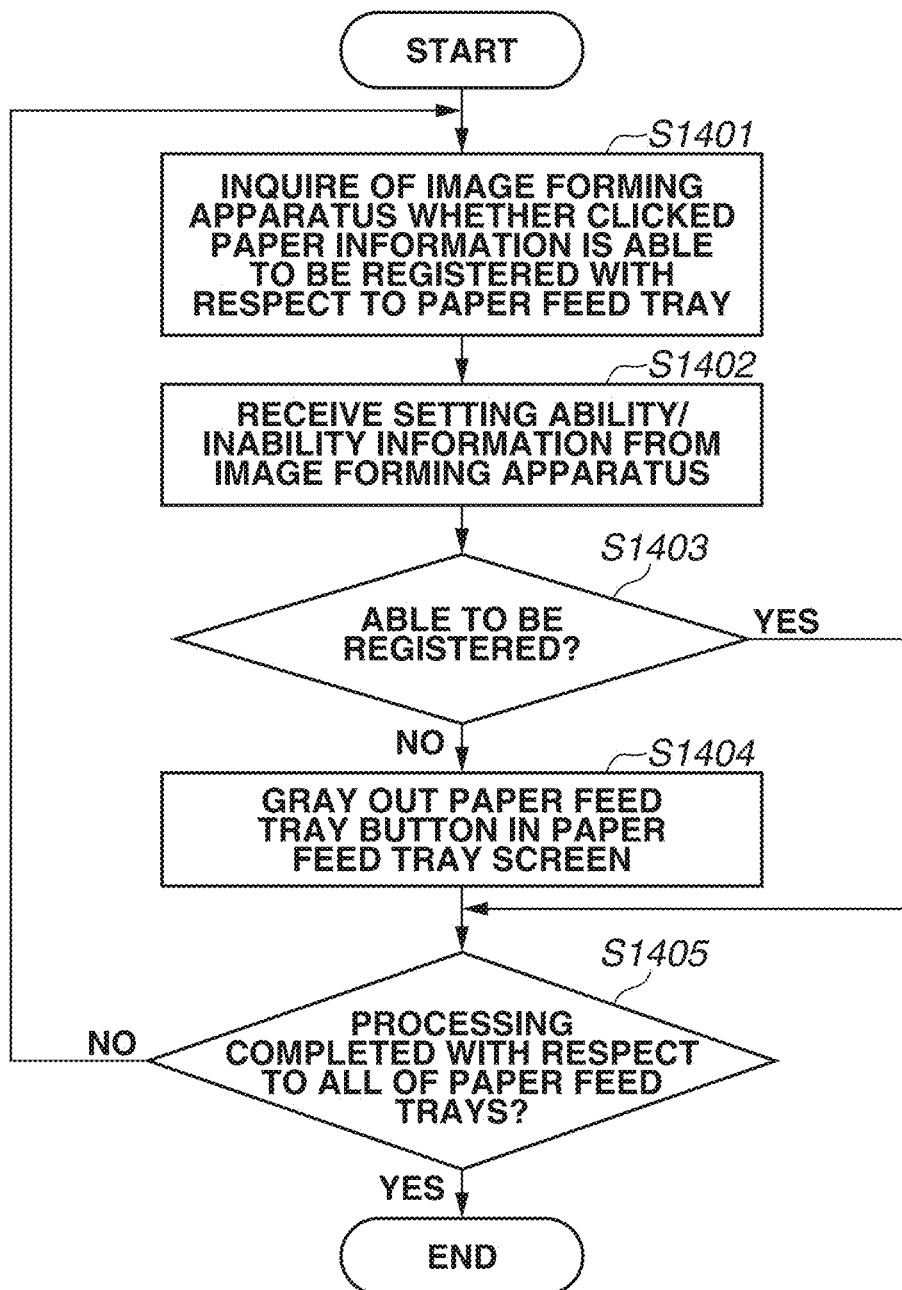 START
S1401
INQUIRE OF IMAGE FORMING
APPARATUS WHETHER CLICKED
PAPER INFORMATION IS ABLE
TO BE REGISTERED WITH
RESPECT TO PAPER FEED TRAY
S1402
RECEIVE SETTING ABILITY/
INABILITY INFORMATION FROM
IMAGE FORMING APPARATUS
S1403
ABLE TO BE
REGISTERED?
YES
NO
S1404
GRAY OUT PAPER FEED
TRAY BUTTON IN PAPER
FEED TRAY SCREEN
S1405
PROCESSING
COMPLETED WITH RESPECT
TO ALL OF PAPER FEED
TRAYS?
NO
YES
END